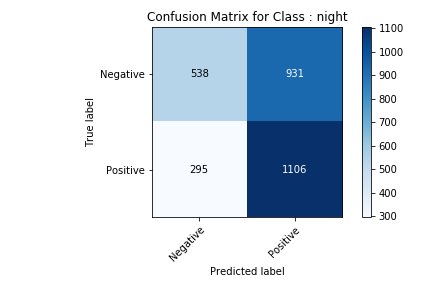 Confusion Matrix for Class : night
True label
Negative
Positive
538
931
295
1106
Negative
Positive
Predicted label
1100
1000
900
800
700
600
500
400
300